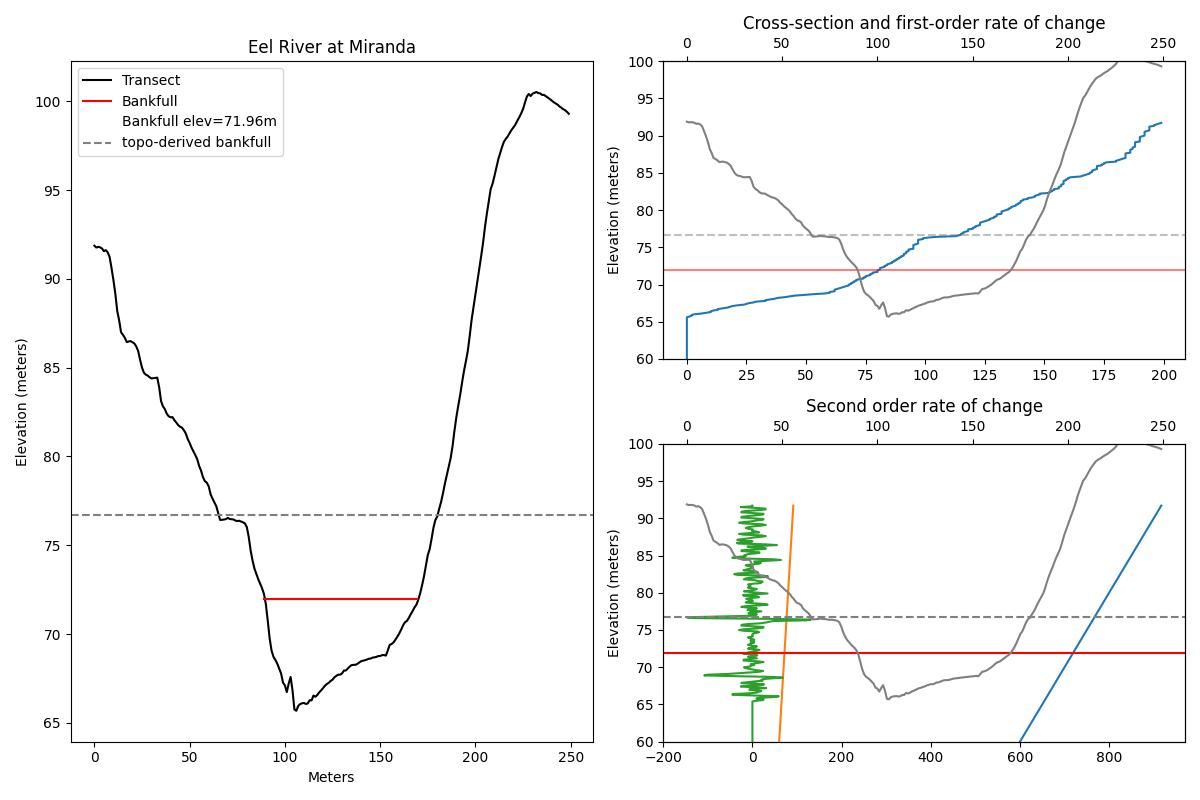 Eel River at Miranda
Transect
Bankfull
Bankfull elev=71.96m
topo-derived bankfull
Elevation (meters)
100
95
90
85
80
75
70
65
0 50 100 150 200 250
Meters
Cross-section and first-order rate of change
0 50 100 150 200 250
Elevation (meters)
100
95
90
85
80
75
70
65
60
0 25 50 75 100 125 150 175 200
Second order rate of change
0 50 100 150 200 250
Elevation (meters)
100
95
90
85
80
75
70
65
60
−200 0 200 400 600 800